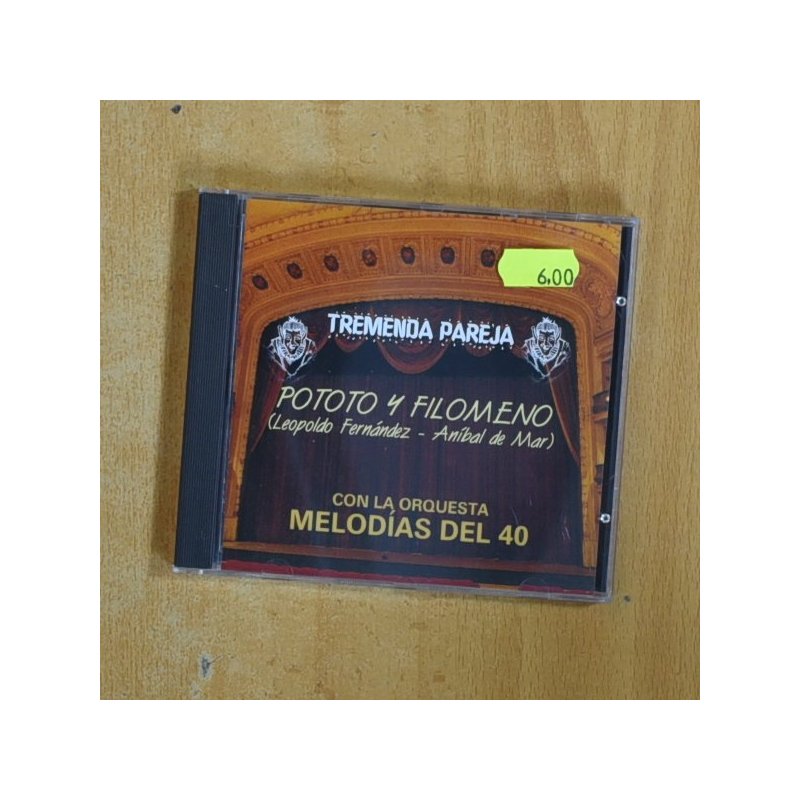 6,00
TREMENDA PAREJA
POTOTO Y FILOMENO
(Leopoldo Fernández - Aníbal de Mar)
CON LA ORQUESTA
MELODÍAS DEL 40